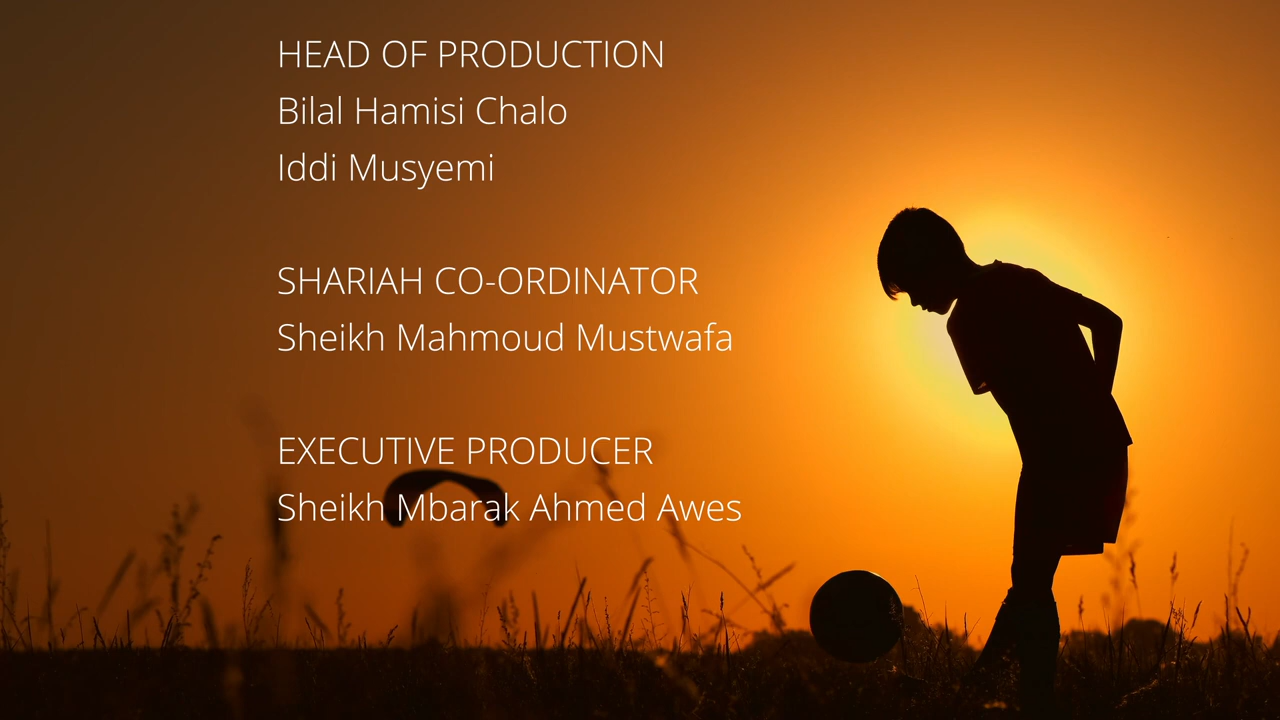 HEAD OF PRODUCTION
Bilal Hamisi Chalo
Iddi Musyemi
SHARIAH CO-ORDINATOR
Sheikh Mahmoud Mustwafa
EXECUTIVE PRODUCER
Sheikh Mbarak Ahmed Awes